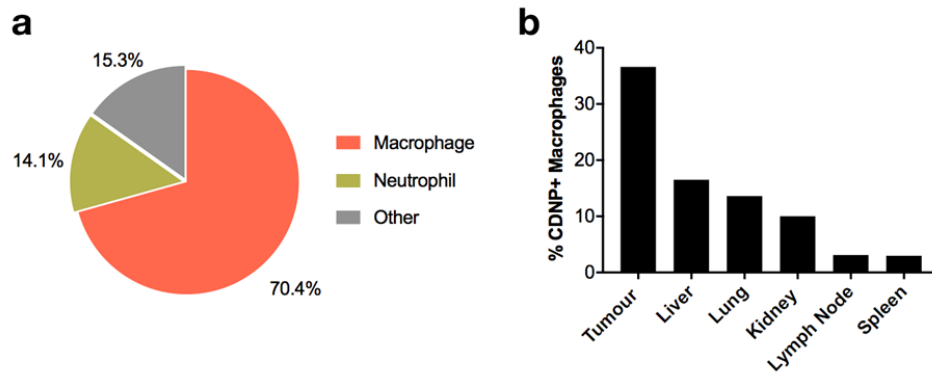 a
15.3%
14.1%
70.4%
Macrophage
Neutrophil
Other
b
% CDNP+ Macrophages
40
30
20
10
0
Tumour
Liver
Lung
Kidney
Lymph Node
Spleen